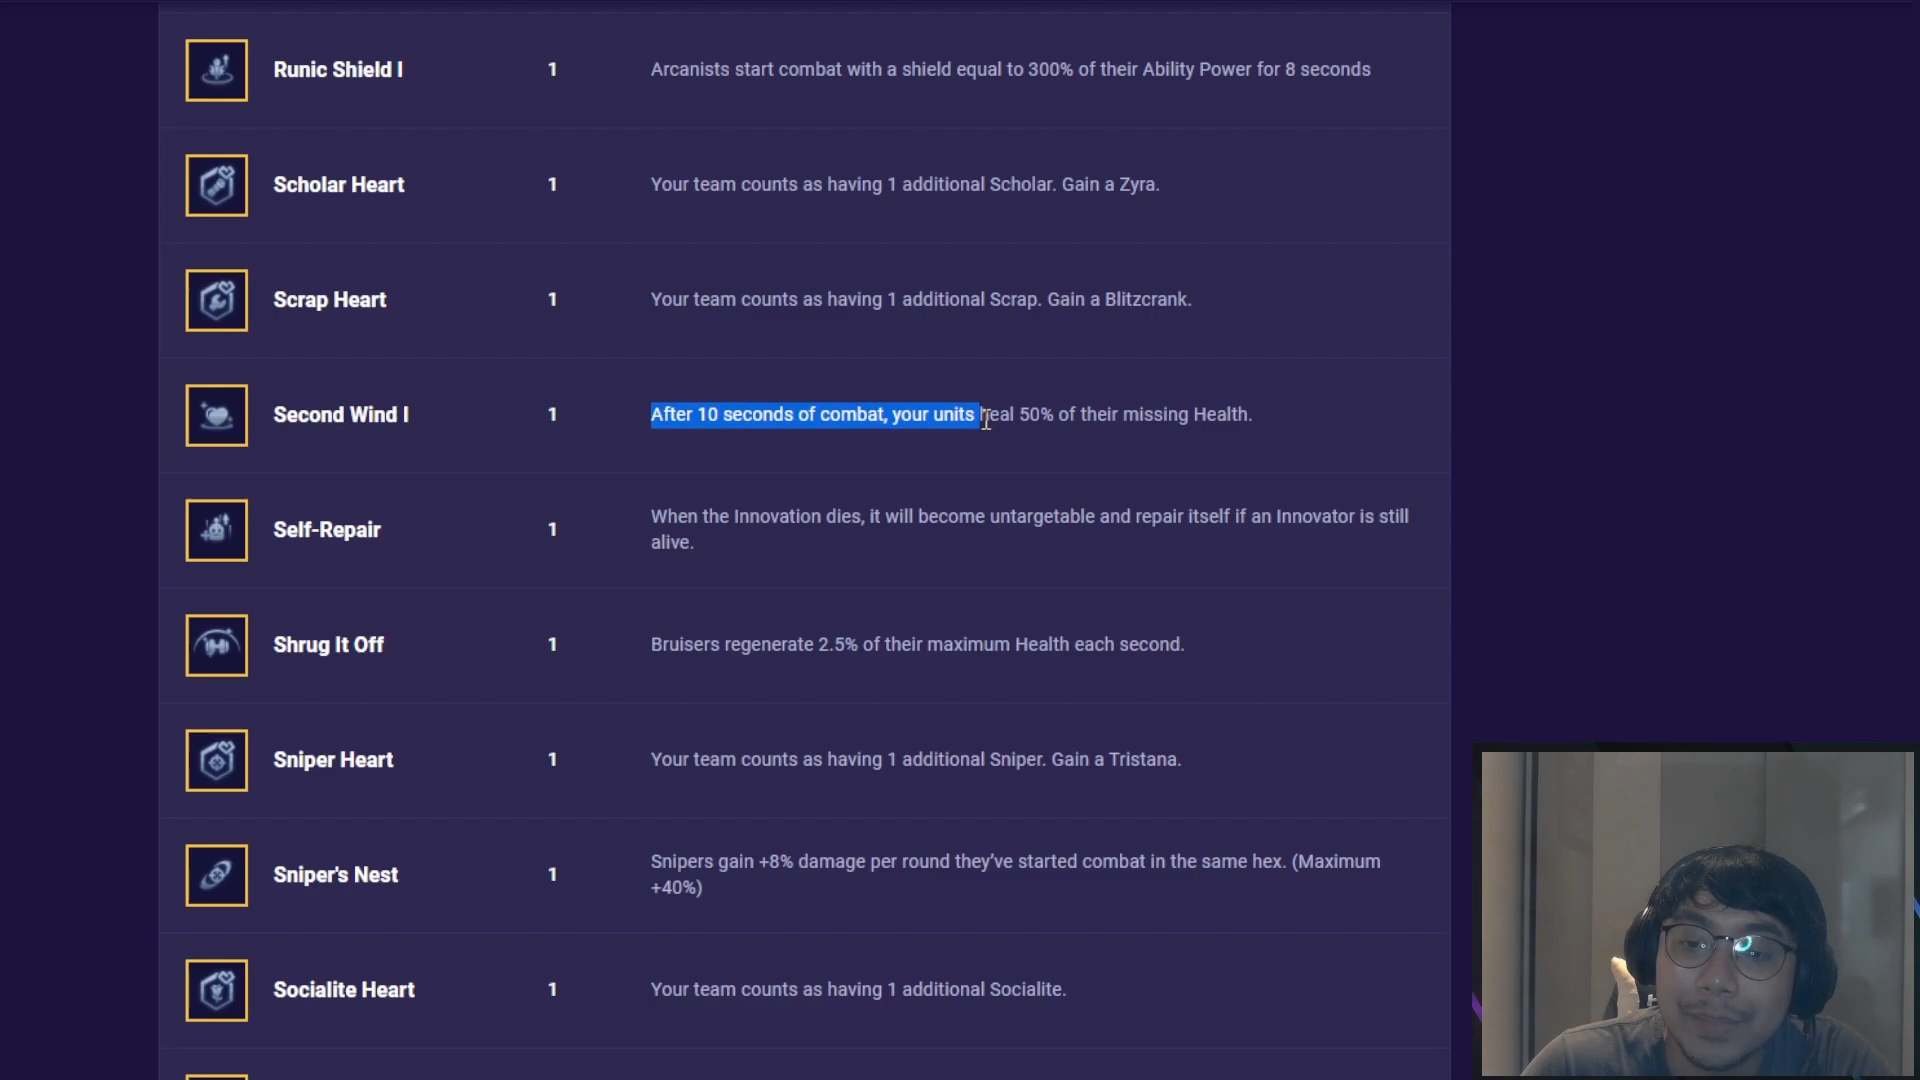 Runic Shield I 1 Arcanists start combat with a shield equal to 300% of their Ability Power for 8 seconds
Scholar Heart 1 Your team counts as having 1 additional Scholar. Gain a Zyra.
Scrap Heart 1 Your team counts as having 1 additional Scrap. Gain a Blitzcrank.
Second Wind I 1 After 10 seconds of combat, your units heal 50% of their missing Health.
Self-Repair 1 When the Innovation dies, it will become untargetable and repair itself if an Innovator is still
alive.
Shrug It Off 1 Bruisers regenerate 2.5% of their maximum Health each second.
Sniper Heart 1 Your team counts as having 1 additional Sniper. Gain a Tristana.
Sniper's Nest 1 Snipers gain +8% damage per round they’ve started combat in the same hex. (Maximum
+40%)
Socialite Heart 1 Your team counts as having 1 additional Socialite.